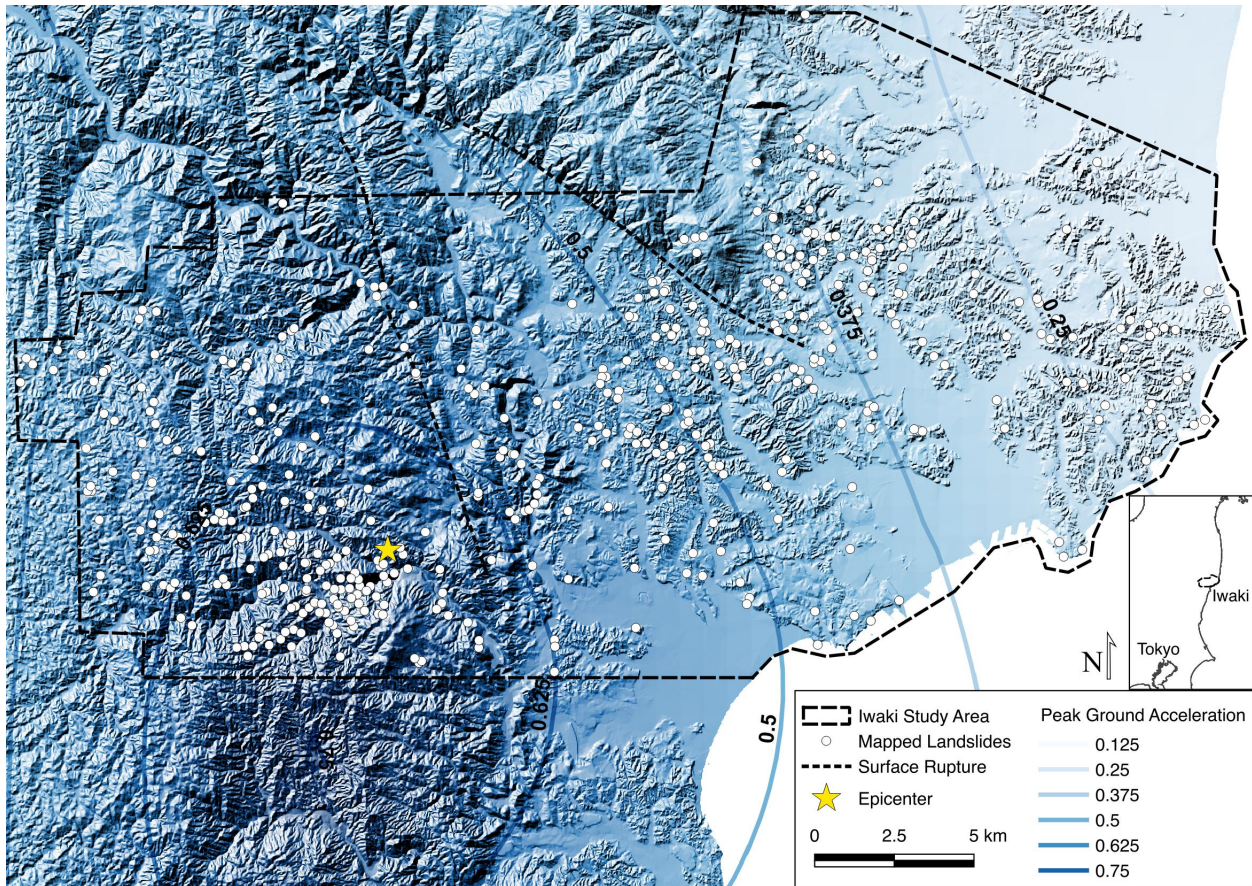 0.5
0.375
0.25
0.625
0.625
0.5
Iwaki
Tokyo
N
Iwaki Study Area
Mapped Landslides
Surface Rupture
Epicenter
0 2.5 5 km
Peak Ground Acceleration
0.125
0.25
0.375
0.5
0.625
0.75